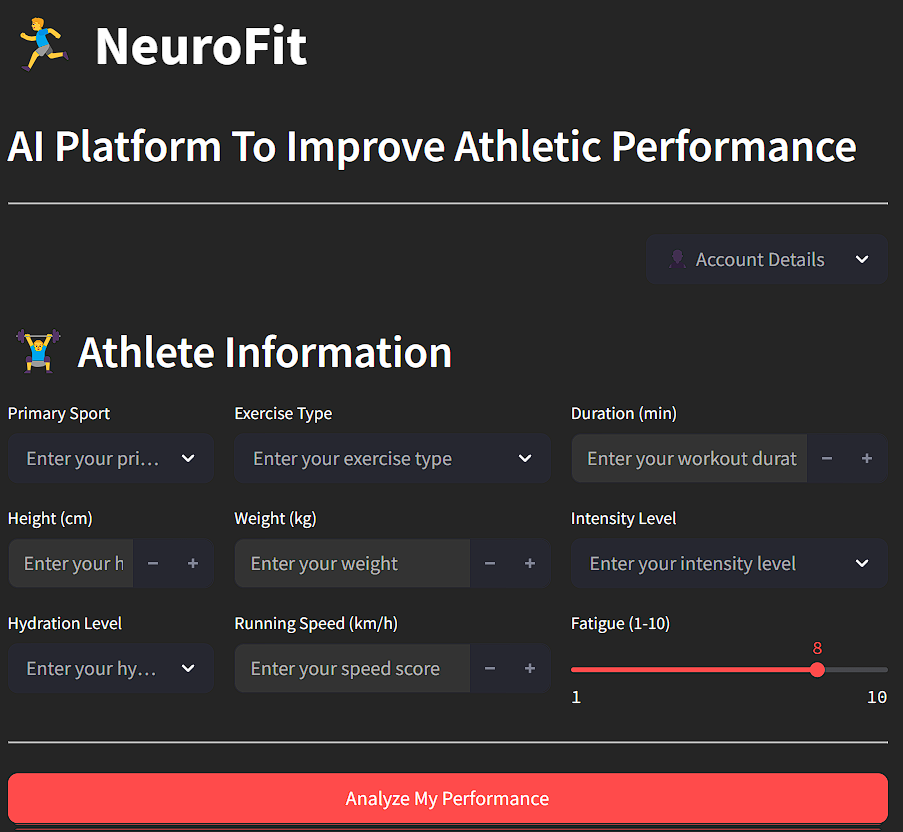 NeuroFit
AI Platform To Improve Athletic Performance
Account Details
Athlete Information
Primary Sport Exercise Type Duration (min)
Enter your pri... Enter your exercise type Enter your workout durat − +
Height (cm) Weight (kg) Intensity Level
Enter your h − + Enter your weight − + Enter your intensity level
Hydration Level Running Speed (km/h) Fatigue (1-10)
8
Enter your hy... Enter your speed score − +
1 10
Analyze My Performance